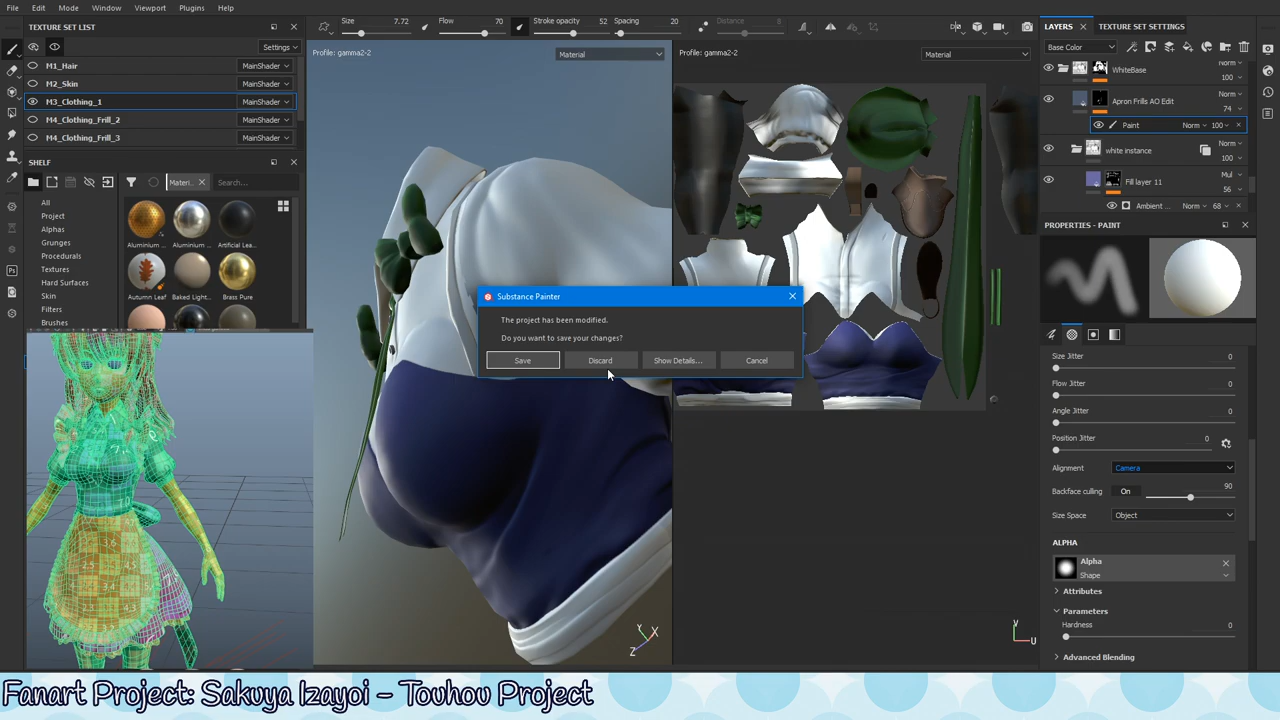 File Edit Mode Window Viewport Plugins Help
TEXTURE SET LIST
Settings
M1_Hair MainShader
M2_Skin MainShader
M3_Clothing_1 MainShader
M4_Clothing_Frill_2 MainShader
M4_Clothing_Frill_3 MainShader
SHELF
Materi... Search...
All
Project
Alphas
Grunges
Procedurals
Textures
Hard Surfaces
Skin
Filters
Brushes
Aluminium ... Aluminium ... Artificial Lea...
Autumn Leaf Baked Light... Brass Pure
Size 7.72 Flow 70 Stroke opacity 52 Spacing 20 Distance 8
Profile: gamma2-2 Material
Profile: gamma2-2 Material
Substance Painter
The project has been modified.
Do you want to save your changes?
Save Discard Show Details... Cancel
Y X
Z
V
U
LAYERS TEXTURE SET SETTINGS
Base Color
WhiteBase Norm 100
Apron Frills AO Edit Norm 74
Paint Norm 100
white instance Norm 100
Fill layer 11 Mul 56
Ambient ... Norm 68
PROPERTIES - PAINT
Size Jitter 0
Flow Jitter 0
Angle Jitter 0
Position Jitter 0
Alignment Camera
Backface culling On 90
Size Space Object
ALPHA
Alpha
Shape
Attributes
Parameters
Hardness 0
Advanced Blending
Fanart Project: Sakuya Izayoi - Touhou Project